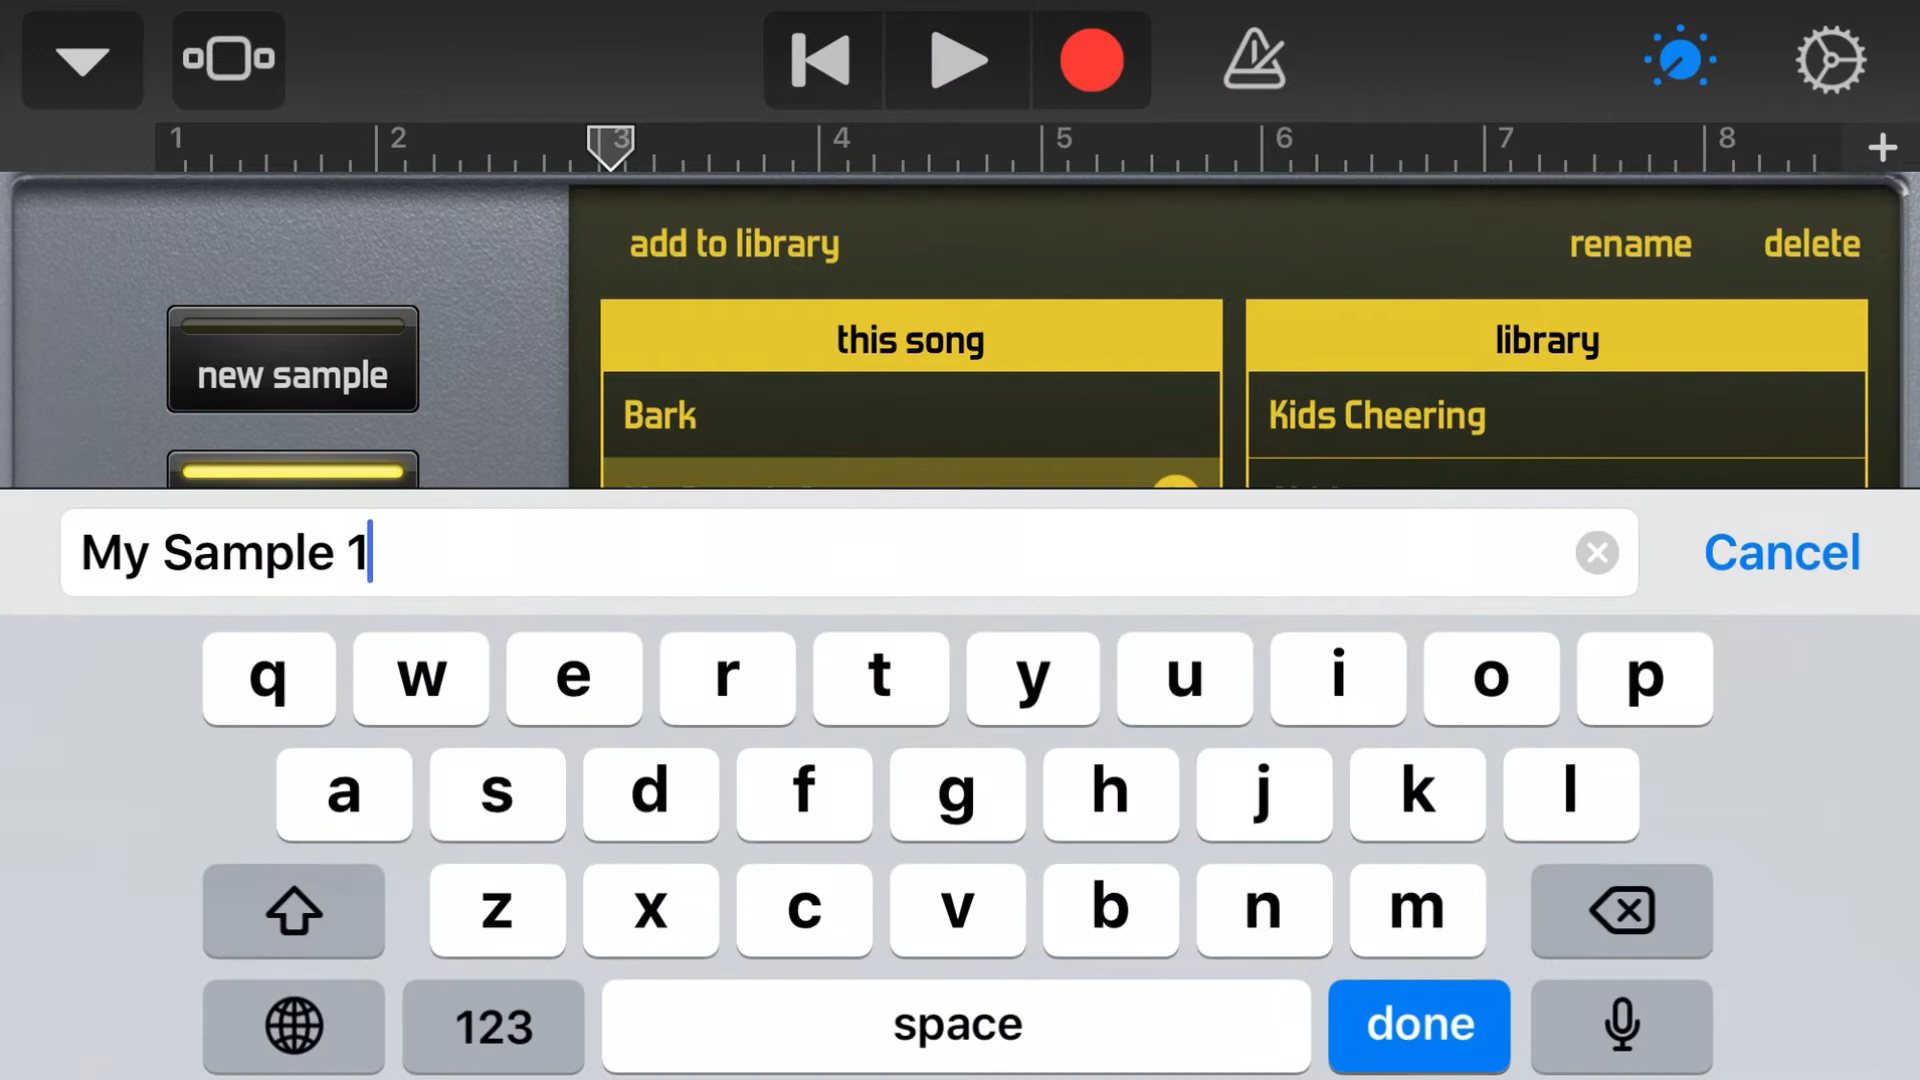 1 2 3 4 5 6 7 8 +
add to library rename delete
this song library
new sample
Bark Kids Cheering
My Sample 1 Cancel
q w e r t y u i o p
a s d f g h j k l
z x c v b n m
123 space done